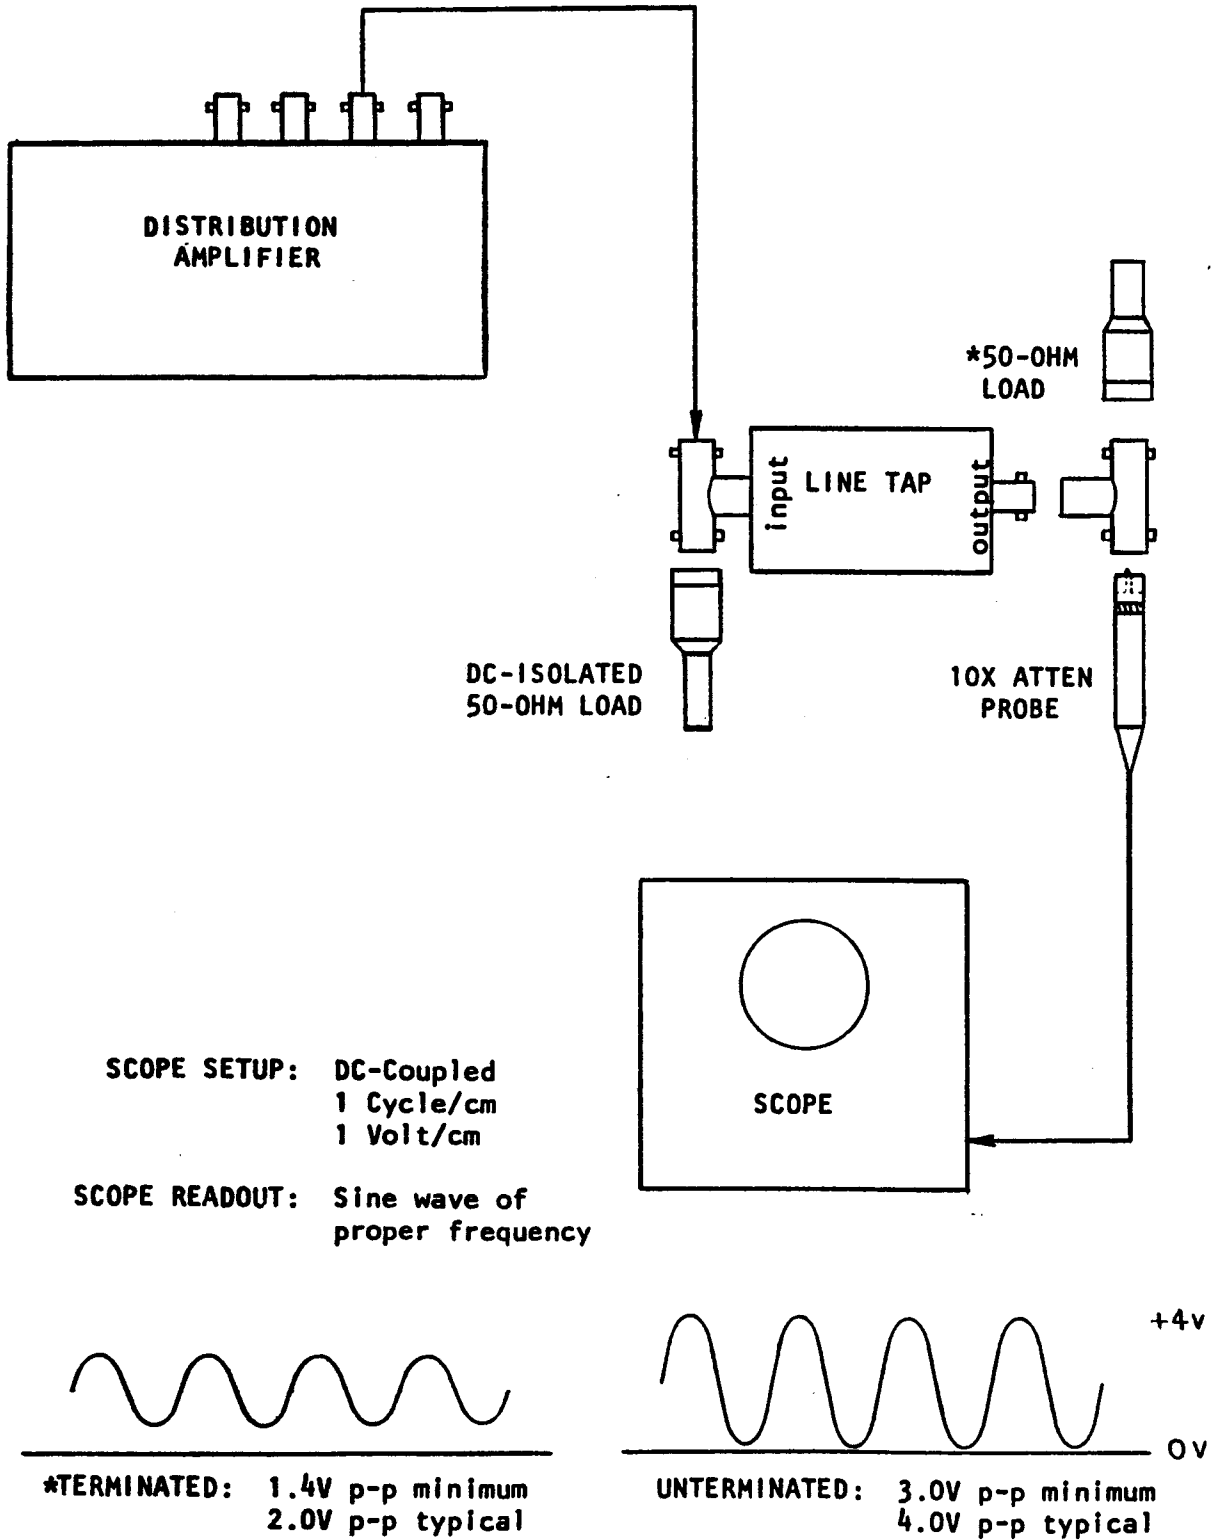 DISTRIBUTION
AMPLIFIER
*50-OHM
LOAD
input
LINE TAP
output
DC-ISOLATED
50-OHM LOAD
10X ATTEN
PROBE
SCOPE
SCOPE SETUP: DC-Coupled
1 Cycle/cm
1 Volt/cm
SCOPE READOUT: Sine wave of
proper frequency
+4v
0V
*TERMINATED: 1.4V p-p minimum
2.0V p-p typical
UNTERMINATED: 3.0V p-p minimum
4.0V p-p typical